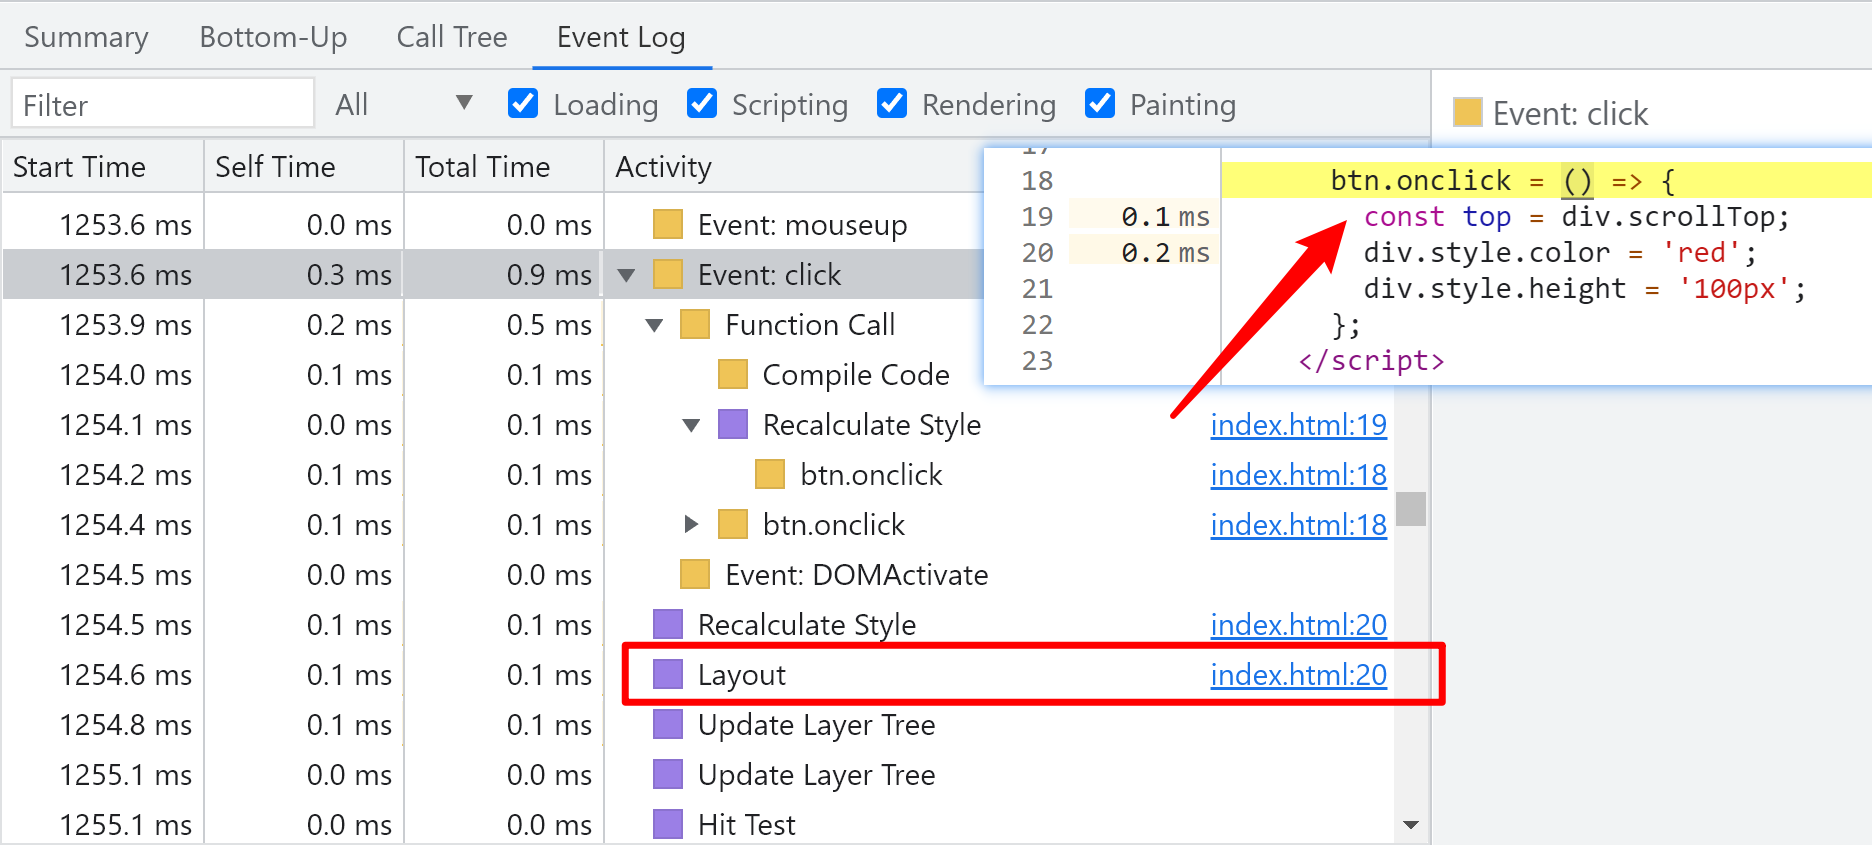 Summary Bottom-Up Call Tree Event Log
Filter All Loading Scripting Rendering Painting
Event: click
Start Time Self Time Total Time Activity
1253.6 ms 0.0 ms 0.0 ms Event: mouseup
1253.6 ms 0.3 ms 0.9 ms Event: click
1253.9 ms 0.2 ms 0.5 ms Function Call
1254.0 ms 0.1 ms 0.1 ms Compile Code
1254.1 ms 0.0 ms 0.1 ms Recalculate Style index.html:19
1254.2 ms 0.1 ms 0.1 ms btn.onclick index.html:18
1254.4 ms 0.1 ms 0.1 ms btn.onclick index.html:18
1254.5 ms 0.0 ms 0.0 ms Event: DOMActivate
1254.5 ms 0.1 ms 0.1 ms Recalculate Style index.html:20
1254.6 ms 0.1 ms 0.1 ms Layout index.html:20
1254.8 ms 0.1 ms 0.1 ms Update Layer Tree
1255.1 ms 0.0 ms 0.0 ms Update Layer Tree
1255.1 ms 0.0 ms 0.0 ms Hit Test
17
18 btn.onclick = () => {
19 0.1 ms const top = div.scrollTop;
20 0.2 ms div.style.color = 'red';
21 div.style.height = '100px';
22 };
23 </script>